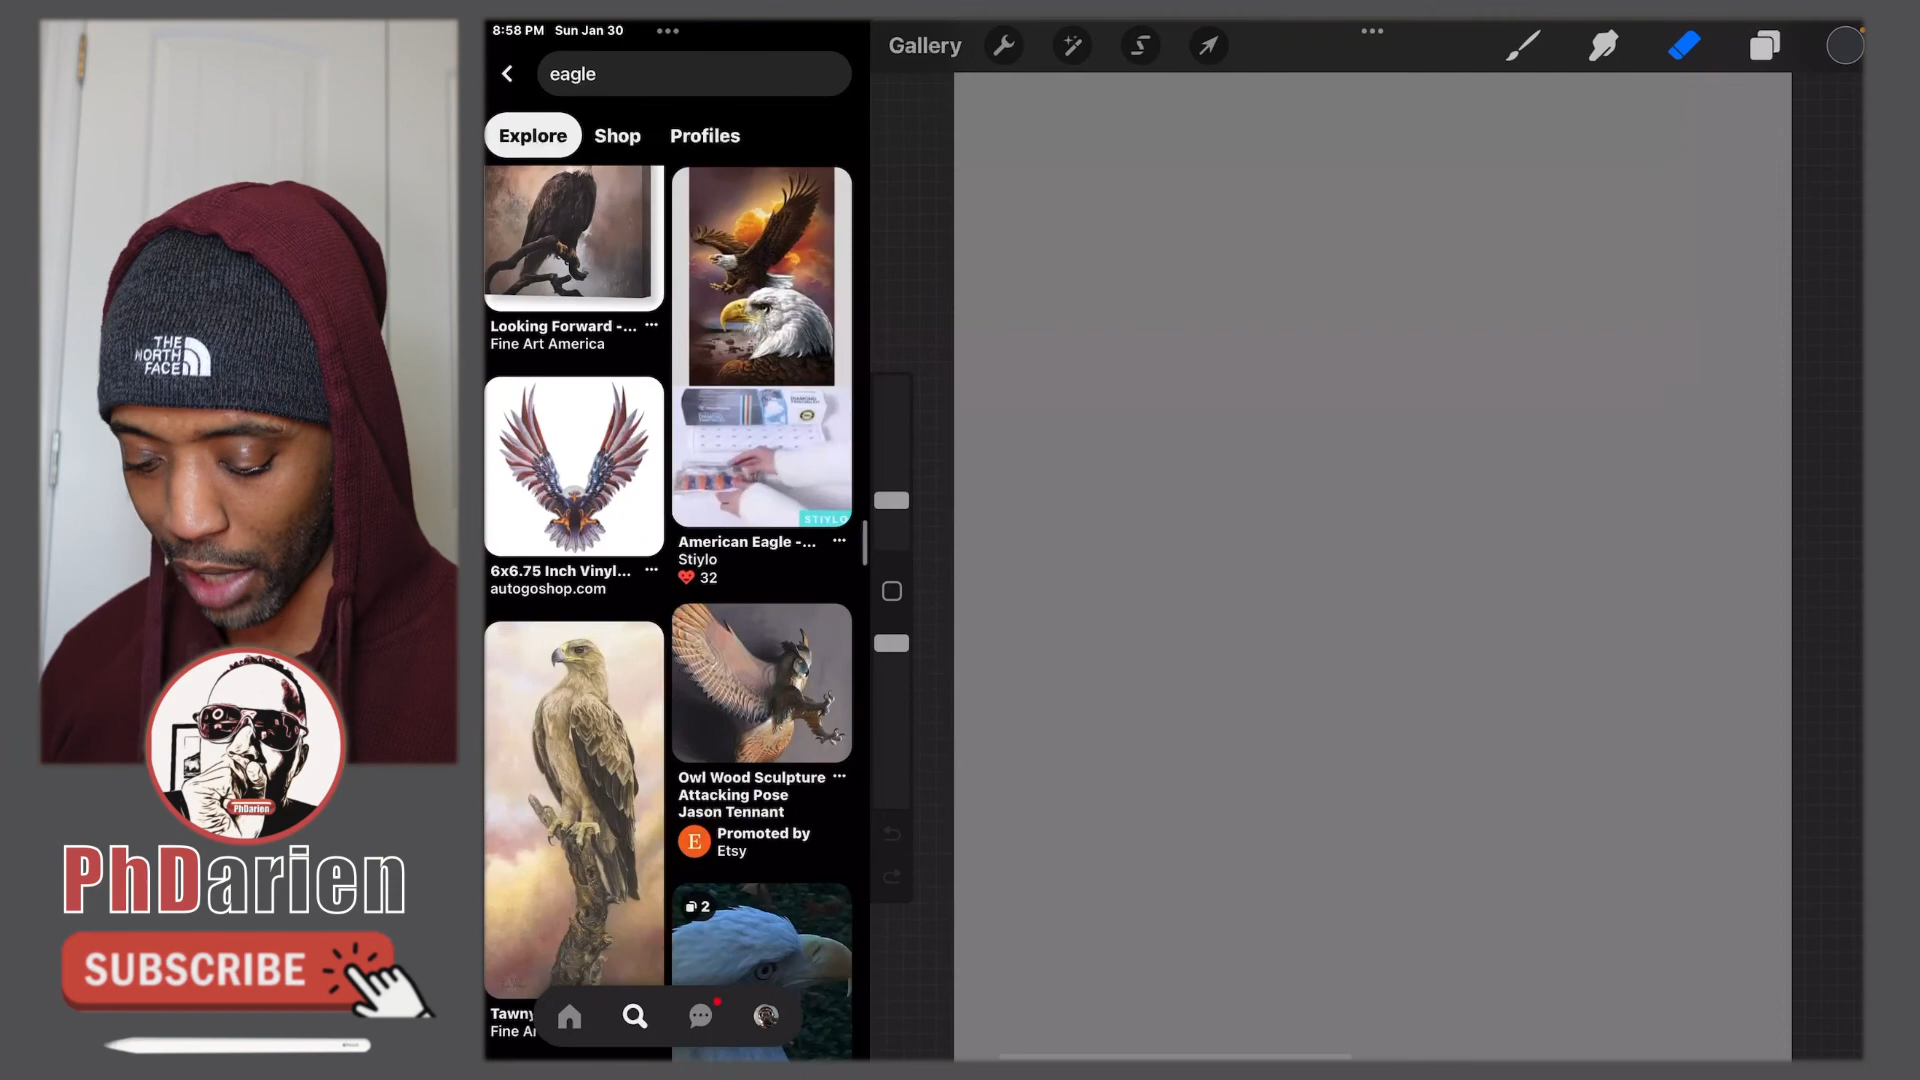 8:58 PM Sun Jan 30
eagle
Explore Shop Profiles
Looking Forward -...
Fine Art America
6x6.75 Inch Vinyl...
autogoshop.com
STIYLO
American Eagle -...
Stiylo
32
Owl Wood Sculpture
Attacking Pose
Jason Tennant
E
Promoted by
Etsy
2
Tawny
Fine Ar
Gallery
THE
NORTH
FACE
PhDarien
PhDarien
SUBSCRIBE